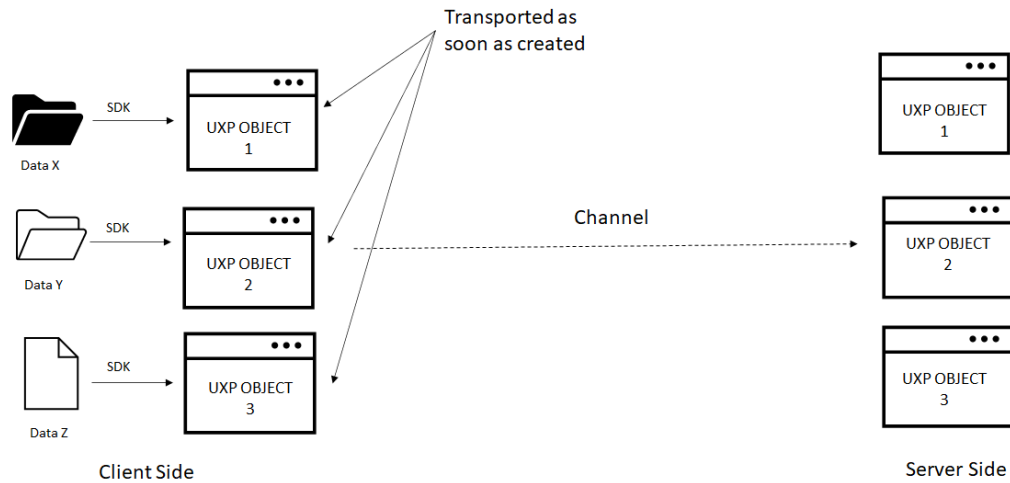 Transported as
soon as created
SDK
UXP OBJECT
1
Data X
UXP OBJECT
1
SDK
UXP OBJECT
2
Data Y
Channel
UXP OBJECT
2
SDK
UXP OBJECT
3
Data Z
UXP OBJECT
3
Client Side
Server Side